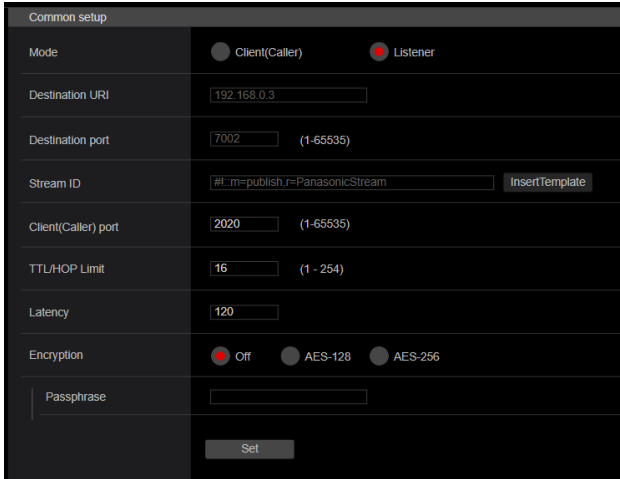 Common setup
Mode Client(Caller) Listener
Destination URI 192.168.0.3
Destination port 7002 (1-65535)
Stream ID #!::m=publish,r=PanasonicStream InsertTemplate
Client(Caller) port 2020 (1-65535)
TTL/HOP Limit 16 (1 - 254)
Latency 120
Encryption Off AES-128 AES-256
Passphrase
Set